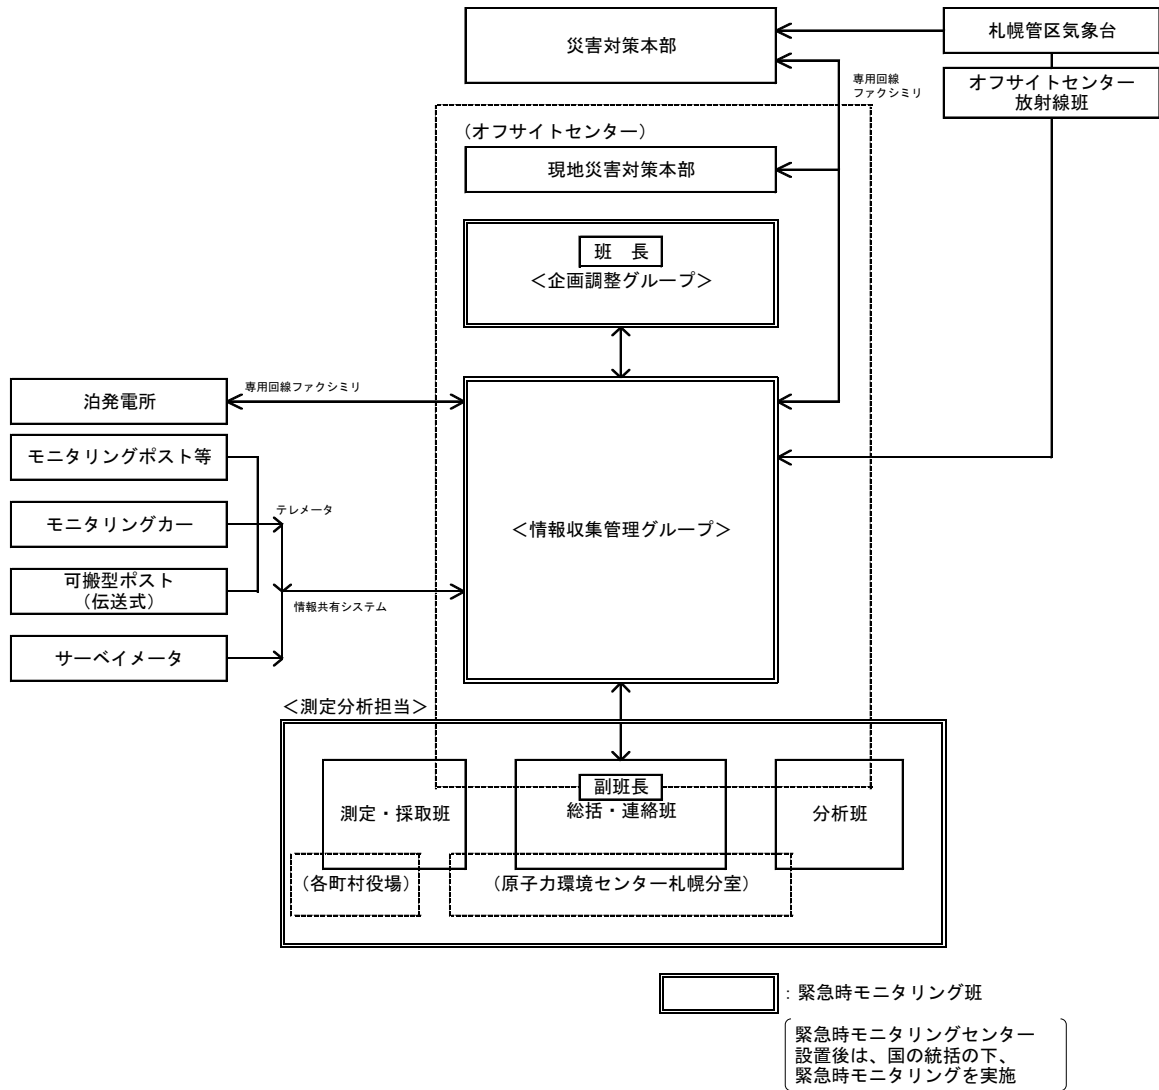 災害対策本部
札幌管区気象台
専用回線
ファクシミリ
オフサイトセンター
放射線班
(オフサイトセンター)
現地災害対策本部
班　長
＜企画調整グループ＞
泊発電所
専用回線ファクシミリ
モニタリングポスト等
モニタリングカー
テレメータ
＜情報収集管理グループ＞
可搬型ポスト
(伝送式)
情報共有システム
サーベイメータ
＜測定分析担当＞
副班長
測定・採取班
総括・連絡班
分析班
(各町村役場)
(原子力環境センター札幌分室)
：緊急時モニタリング班
緊急時モニタリングセンター
設置後は、国の統括の下、
緊急時モニタリングを実施